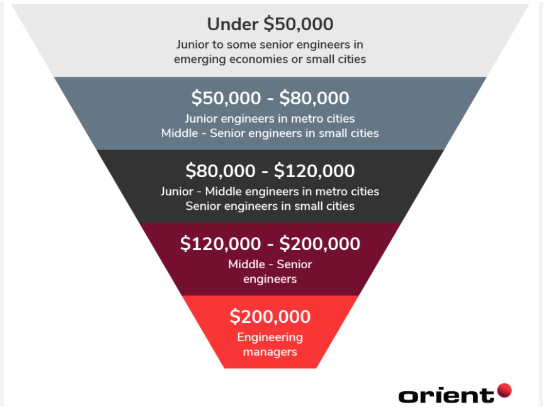 Under $50,000
Junior to some senior engineers in
emerging economies or small cities
$50,000 - $80,000
Junior engineers in metro cities
Middle - Senior engineers in small cities
$80,000 - $120,000
Junior - Middle engineers in metro cities
Senior engineers in small cities
$120,000 - $200,000
Middle - Senior
engineers
$200,000
Engineering
managers
orient